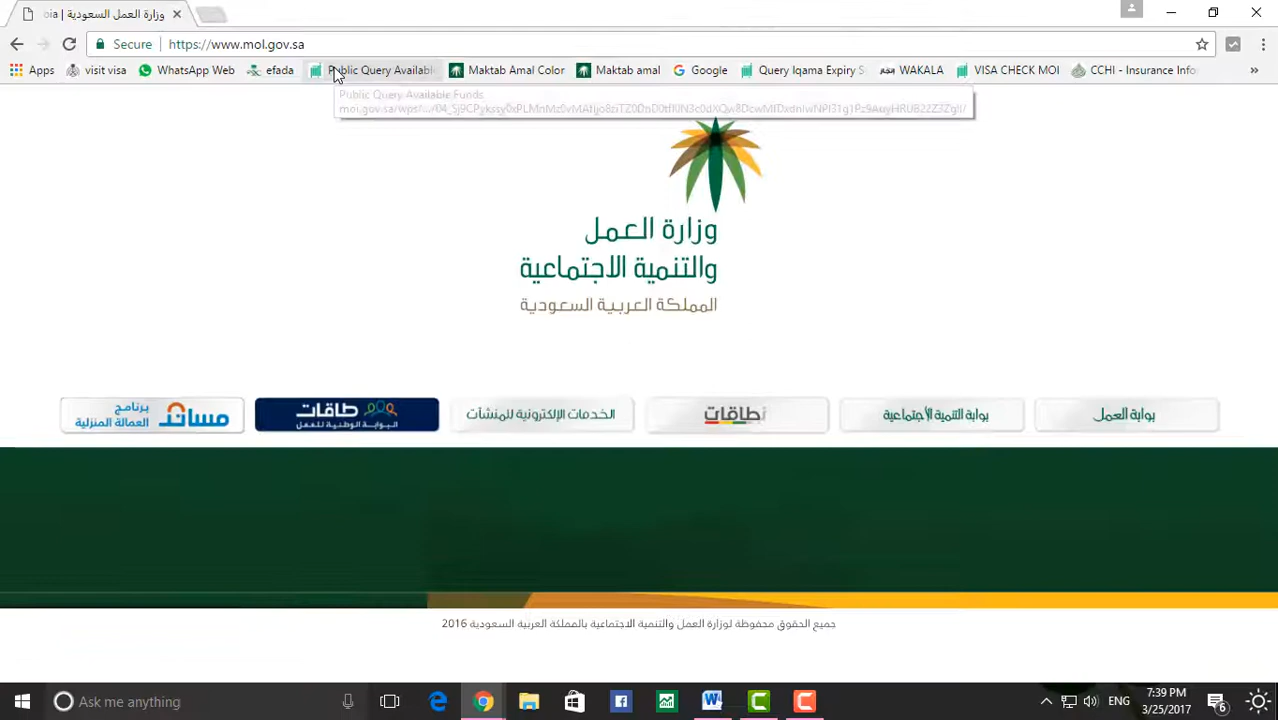 وزارة العمل السعودية | oia
Secure
https://www.mol.gov.sa
Apps
visit visa
WhatsApp Web
efada
Public Query Availabl
Maktab Amal Color
Maktab amal
Google
Query Iqama Expiry S
WAKALA
VISA CHECK MOI
CCHI - Insurance Info
Public Query Available Funds
وزارة العمل
والتنمية الاجتماعية
المملكة العربية السعودية
بوابة العمل
بوابة التنمية الأجتماعية
نطاقات
الخدمات الإلكترونية للمنشآت
طاقات
البوابة الوطنية للعمل
مساند
برنامج
العمالة المنزلية
جميع الحقوق محفوظة لوزارة العمل والتنمية الاجتماعية بالمملكة العربية السعودية 2016
Ask me anything
ENG
7:39 PM
3/25/2017
6